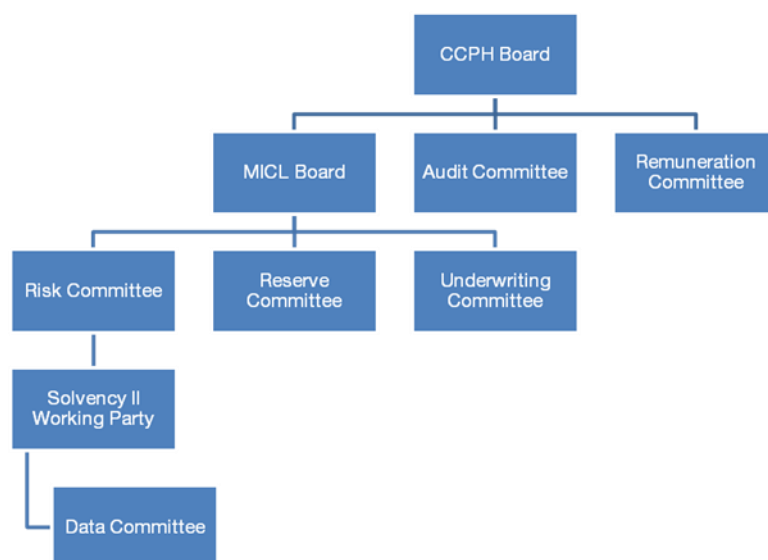 CCPH Board
MICL Board
Audit Committee
Remuneration
Committee
Risk Committee
Reserve
Committee
Underwriting
Committee
Solvency II
Working Party
Data Committee